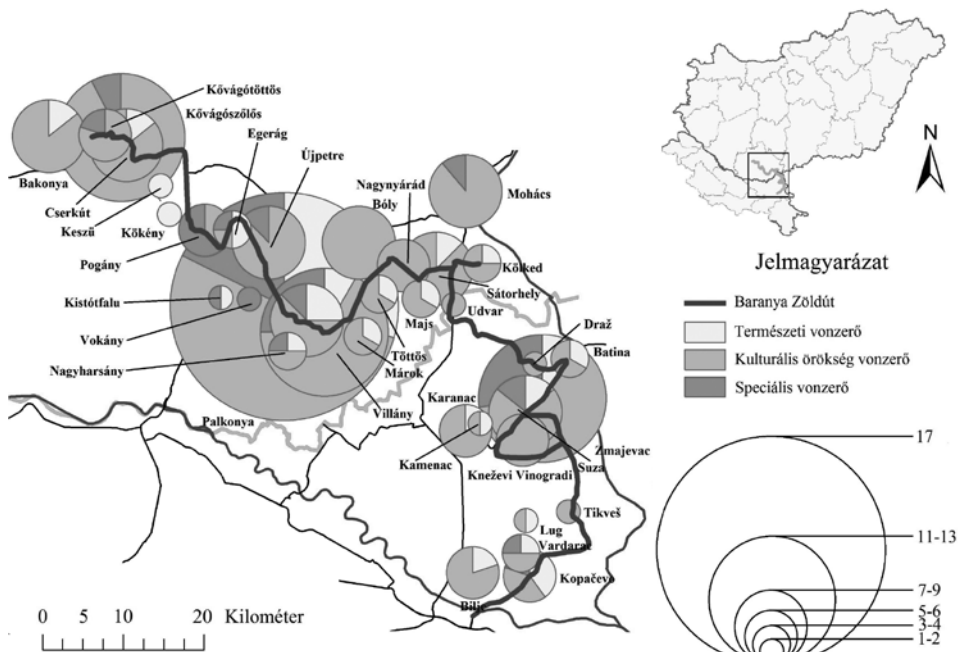 Kővágótöttös
Kővágószőlős
Egerág
Újpetre
Nagynyárád
Bóly
Mohács
Bakonya
Cserkút
Keszü
Kökény
Pogány
Kölked
Sátorhely
Kistótfalu
Udvar
Majs
Vokány
Draž
Töttös
Batina
Nagyharsány
Márok
Villány
Karanac
Palkonya
Kamenac
Žmajevac
Suza
Kneževi Vinogradi
Tikveš
Lug
Vardarac
Kopačevo
Bilje
0 5 10 20 Kilométer
N
Jelmagyarázat
Baranya Zöldút
Természeti vonzerő
Kulturális örökség vonzerő
Speciális vonzerő
17
11-13
7-9
5-6
3-4
1-2